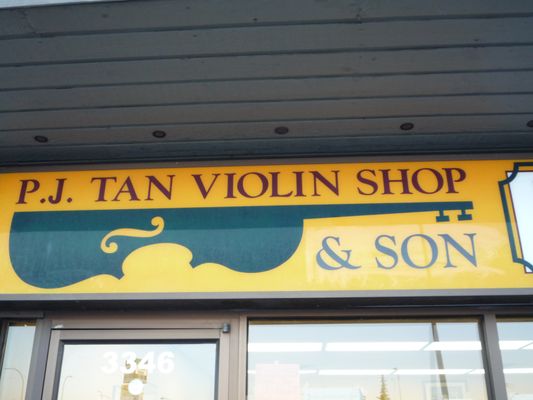 P.J. TAN VIOLIN SHOP
& SON
3346